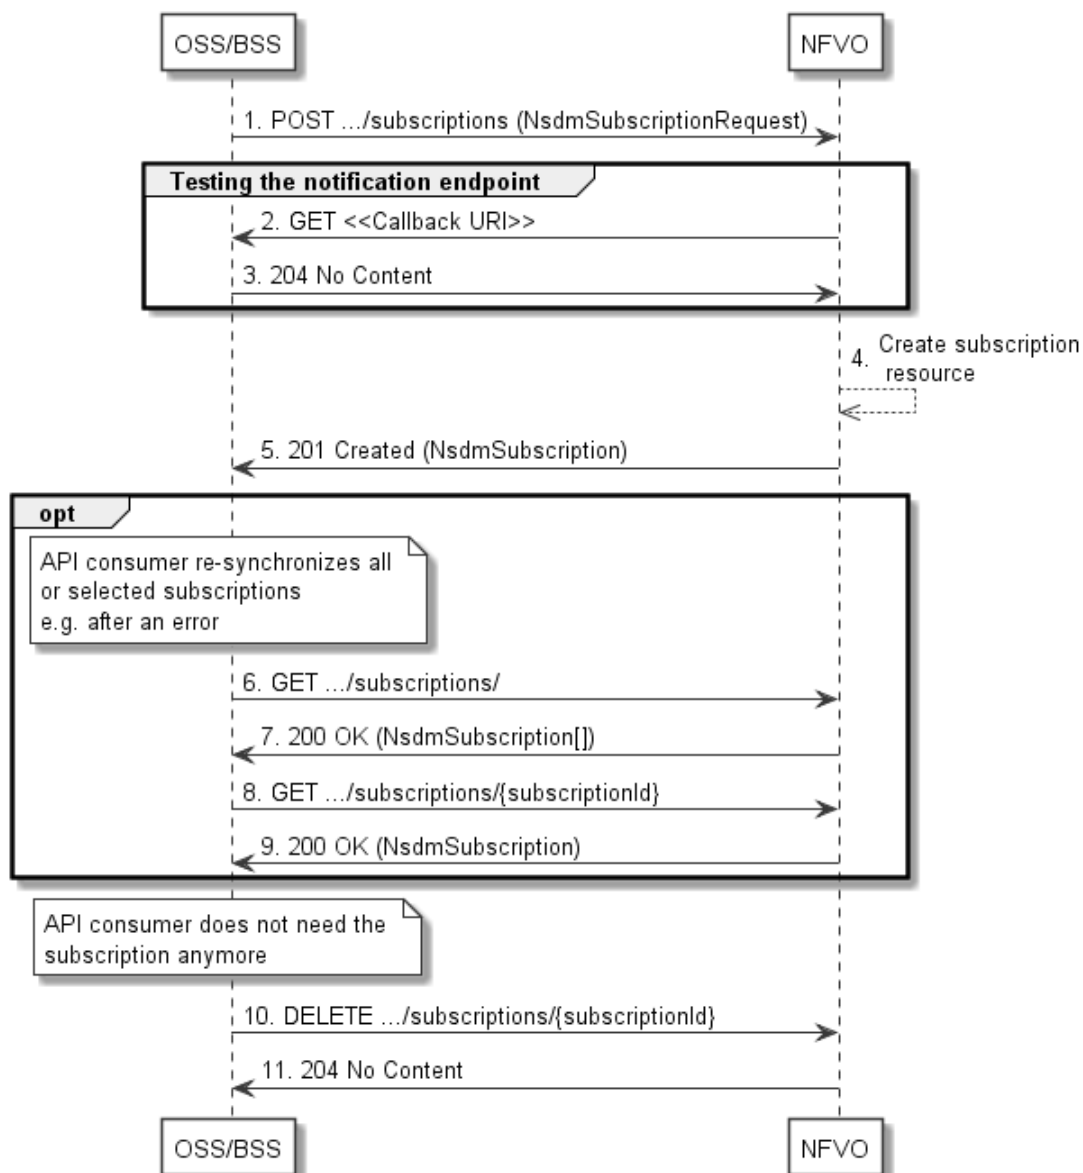 OSS/BSS
NFVO
1. POST .../subscriptions (NsdmSubscriptionRequest)
Testing the notification endpoint
2. GET <<Callback URI>>
3. 204 No Content
4. Create subscription
resource
5. 201 Created (NsdmSubscription)
opt
API consumer re-synchronizes all
or selected subscriptions
e.g. after an error
6. GET .../subscriptions/
7. 200 OK (NsdmSubscription[])
8. GET .../subscriptions/{subscriptionId}
9. 200 OK (NsdmSubscription)
API consumer does not need the
subscription anymore
10. DELETE .../subscriptions/{subscriptionId}
11. 204 No Content
OSS/BSS
NFVO